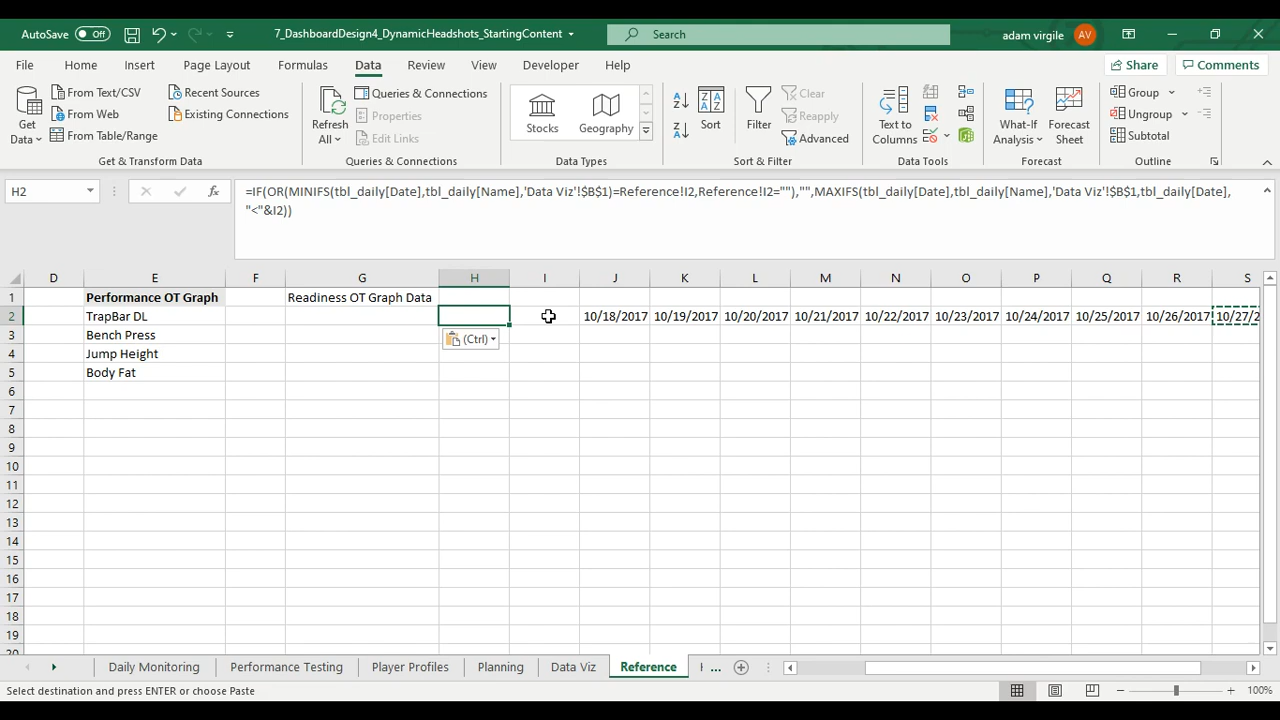 AutoSave Off 7_DashboardDesign4_DynamicHeadshots_StartingContent Search adam virgile AV
File Home Insert Page Layout Formulas Data Review View Developer Help Share Comments
Get Data
From Text/CSV
From Web
From Table/Range
Recent Sources
Existing Connections
Get & Transform Data
Refresh All
Queries & Connections
Properties
Edit Links
Queries & Connections
Stocks Geography
Data Types
Sort
Filter
Clear
Reapply
Advanced
Sort & Filter
Text to Columns
Data Tools
What-If Analysis
Forecast Sheet
Forecast
Group
Ungroup
Subtotal
Outline
H2 fx =IF(OR(MINIFS(tbl_daily[Date],tbl_daily[Name],'Data Viz'!$B$1)=Reference!I2,Reference!I2=""),"",MAXIFS(tbl_daily[Date],tbl_daily[Name],'Data Viz'!$B$1,tbl_daily[Date],
"<"&I2))
D E F G H I J K L M N O P Q R S
1 Performance OT Graph Readiness OT Graph Data
2 TrapBar DL 10/18/2017 10/19/2017 10/20/2017 10/21/2017 10/22/2017 10/23/2017 10/24/2017 10/25/2017 10/26/2017 10/27/2
3 Bench Press (Ctrl)
4 Jump Height
5 Body Fat
6
7
8
9
10
11
12
13
14
15
16
17
18
19
Daily Monitoring Performance Testing Player Profiles Planning Data Viz Reference ...
Select destination and press ENTER or choose Paste 100%